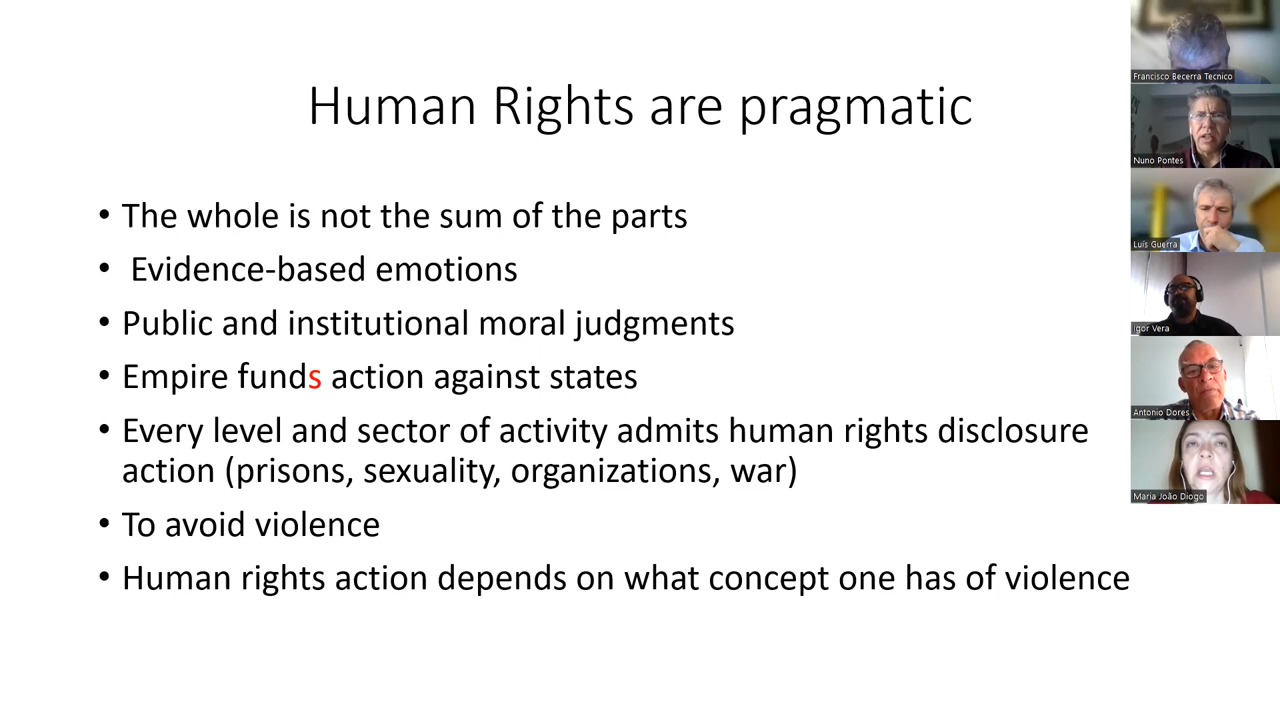 Human Rights are pragmatic
• The whole is not the sum of the parts
• Evidence-based emotions
• Public and institutional moral judgments
• Empire funds action against states
• Every level and sector of activity admits human rights disclosure
action (prisons, sexuality, organizations, war)
• To avoid violence
• Human rights action depends on what concept one has of violence
Francisco Becerra Tecnico
Nuno Pontes
Luís Guerra
Igor Vera
Antonio Dores
Maria João Diogo